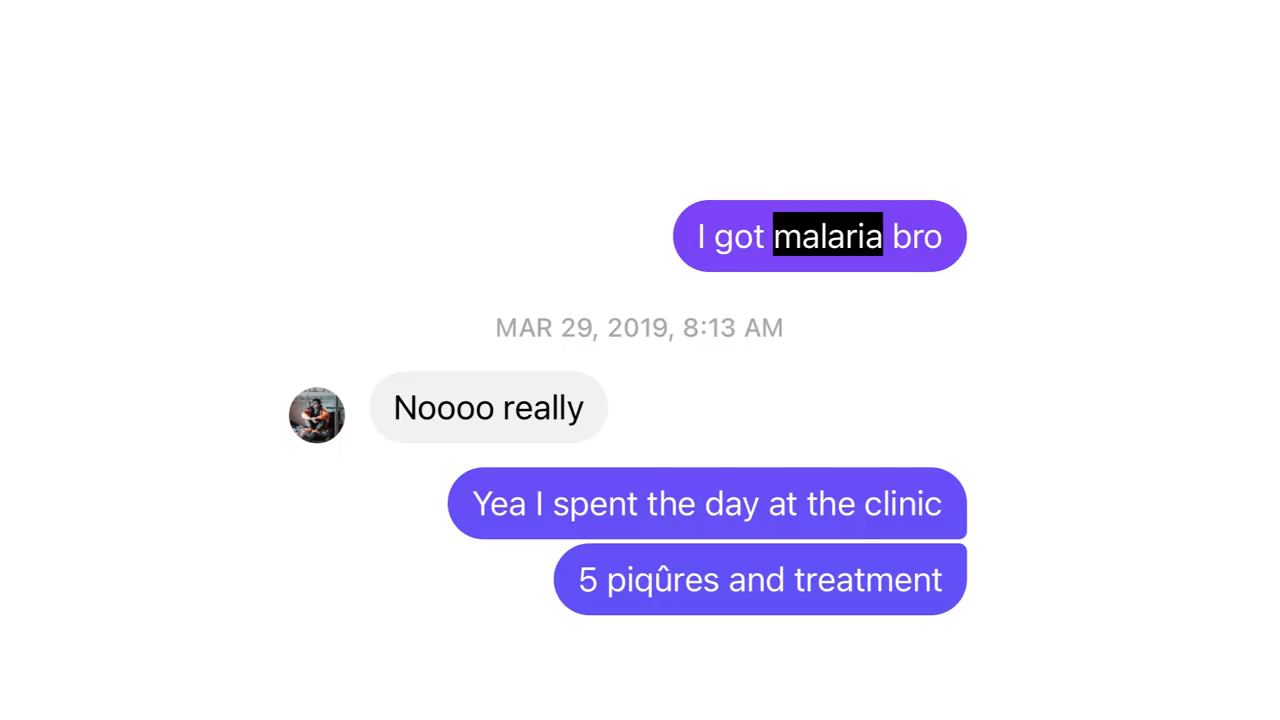 I got malaria bro
MAR 29, 2019, 8:13 AM
Noooo really
Yea I spent the day at the clinic
5 piqûres and treatment